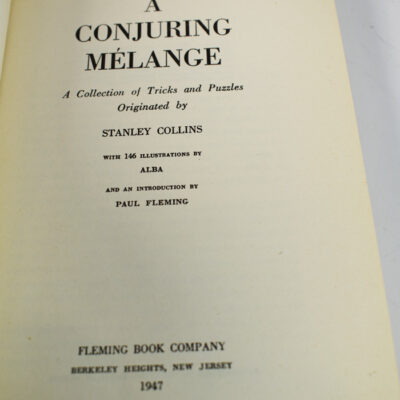 A
CONJURING
MÉLANGE
A Collection of Tricks and Puzzles
Originated by
STANLEY COLLINS
WITH 146 ILLUSTRATIONS BY
ALBA
AND AN INTRODUCTION BY
PAUL FLEMING
FLEMING BOOK COMPANY
BERKELEY HEIGHTS, NEW JERSEY
1947